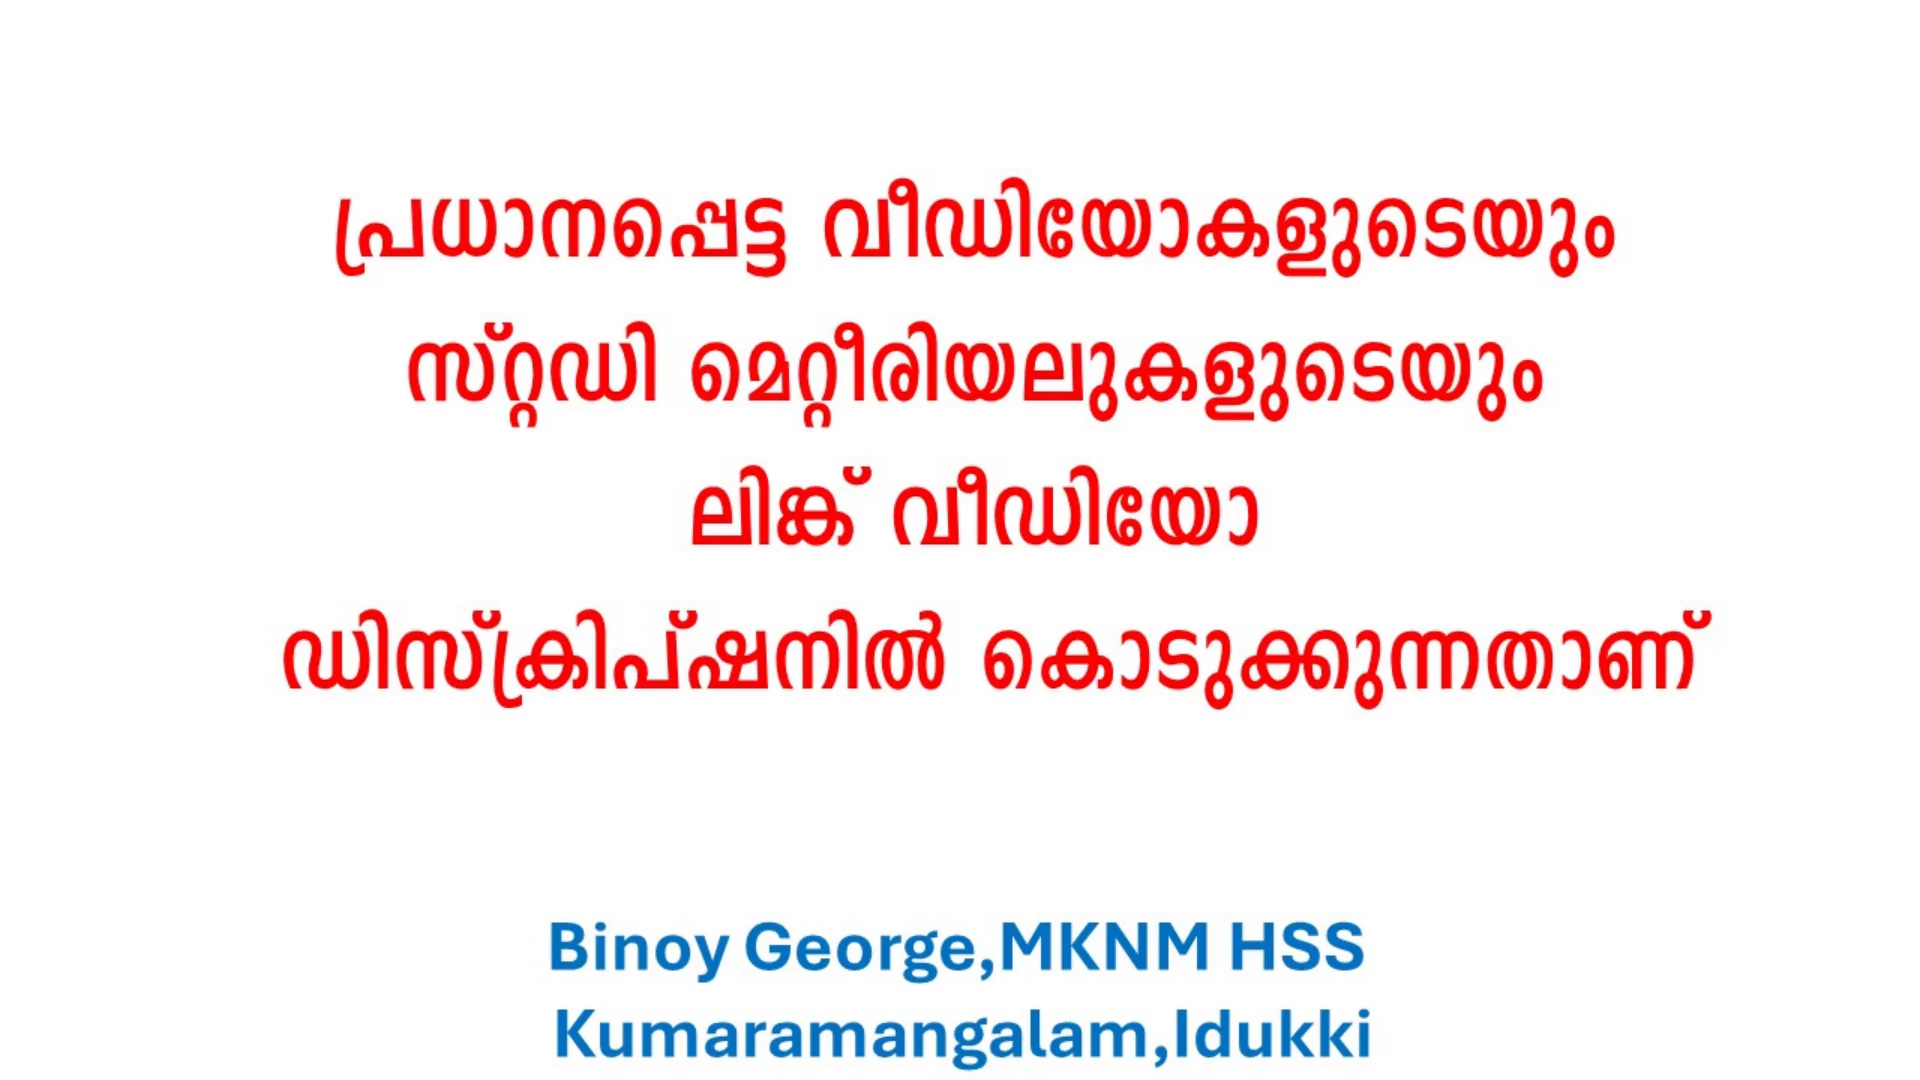 പ്രധാനപ്പെട്ട വീഡിയോകളുടെയും
സ്റ്റഡി മെറ്റീരിയലുകളുടെയും
ലിങ്ക് വീഡിയോ
ഡിസ്ക്രിപ്ഷനിൽ കൊടുക്കുന്നതാണ്
Binoy George,MKNM HSS
Kumaramangalam,Idukki